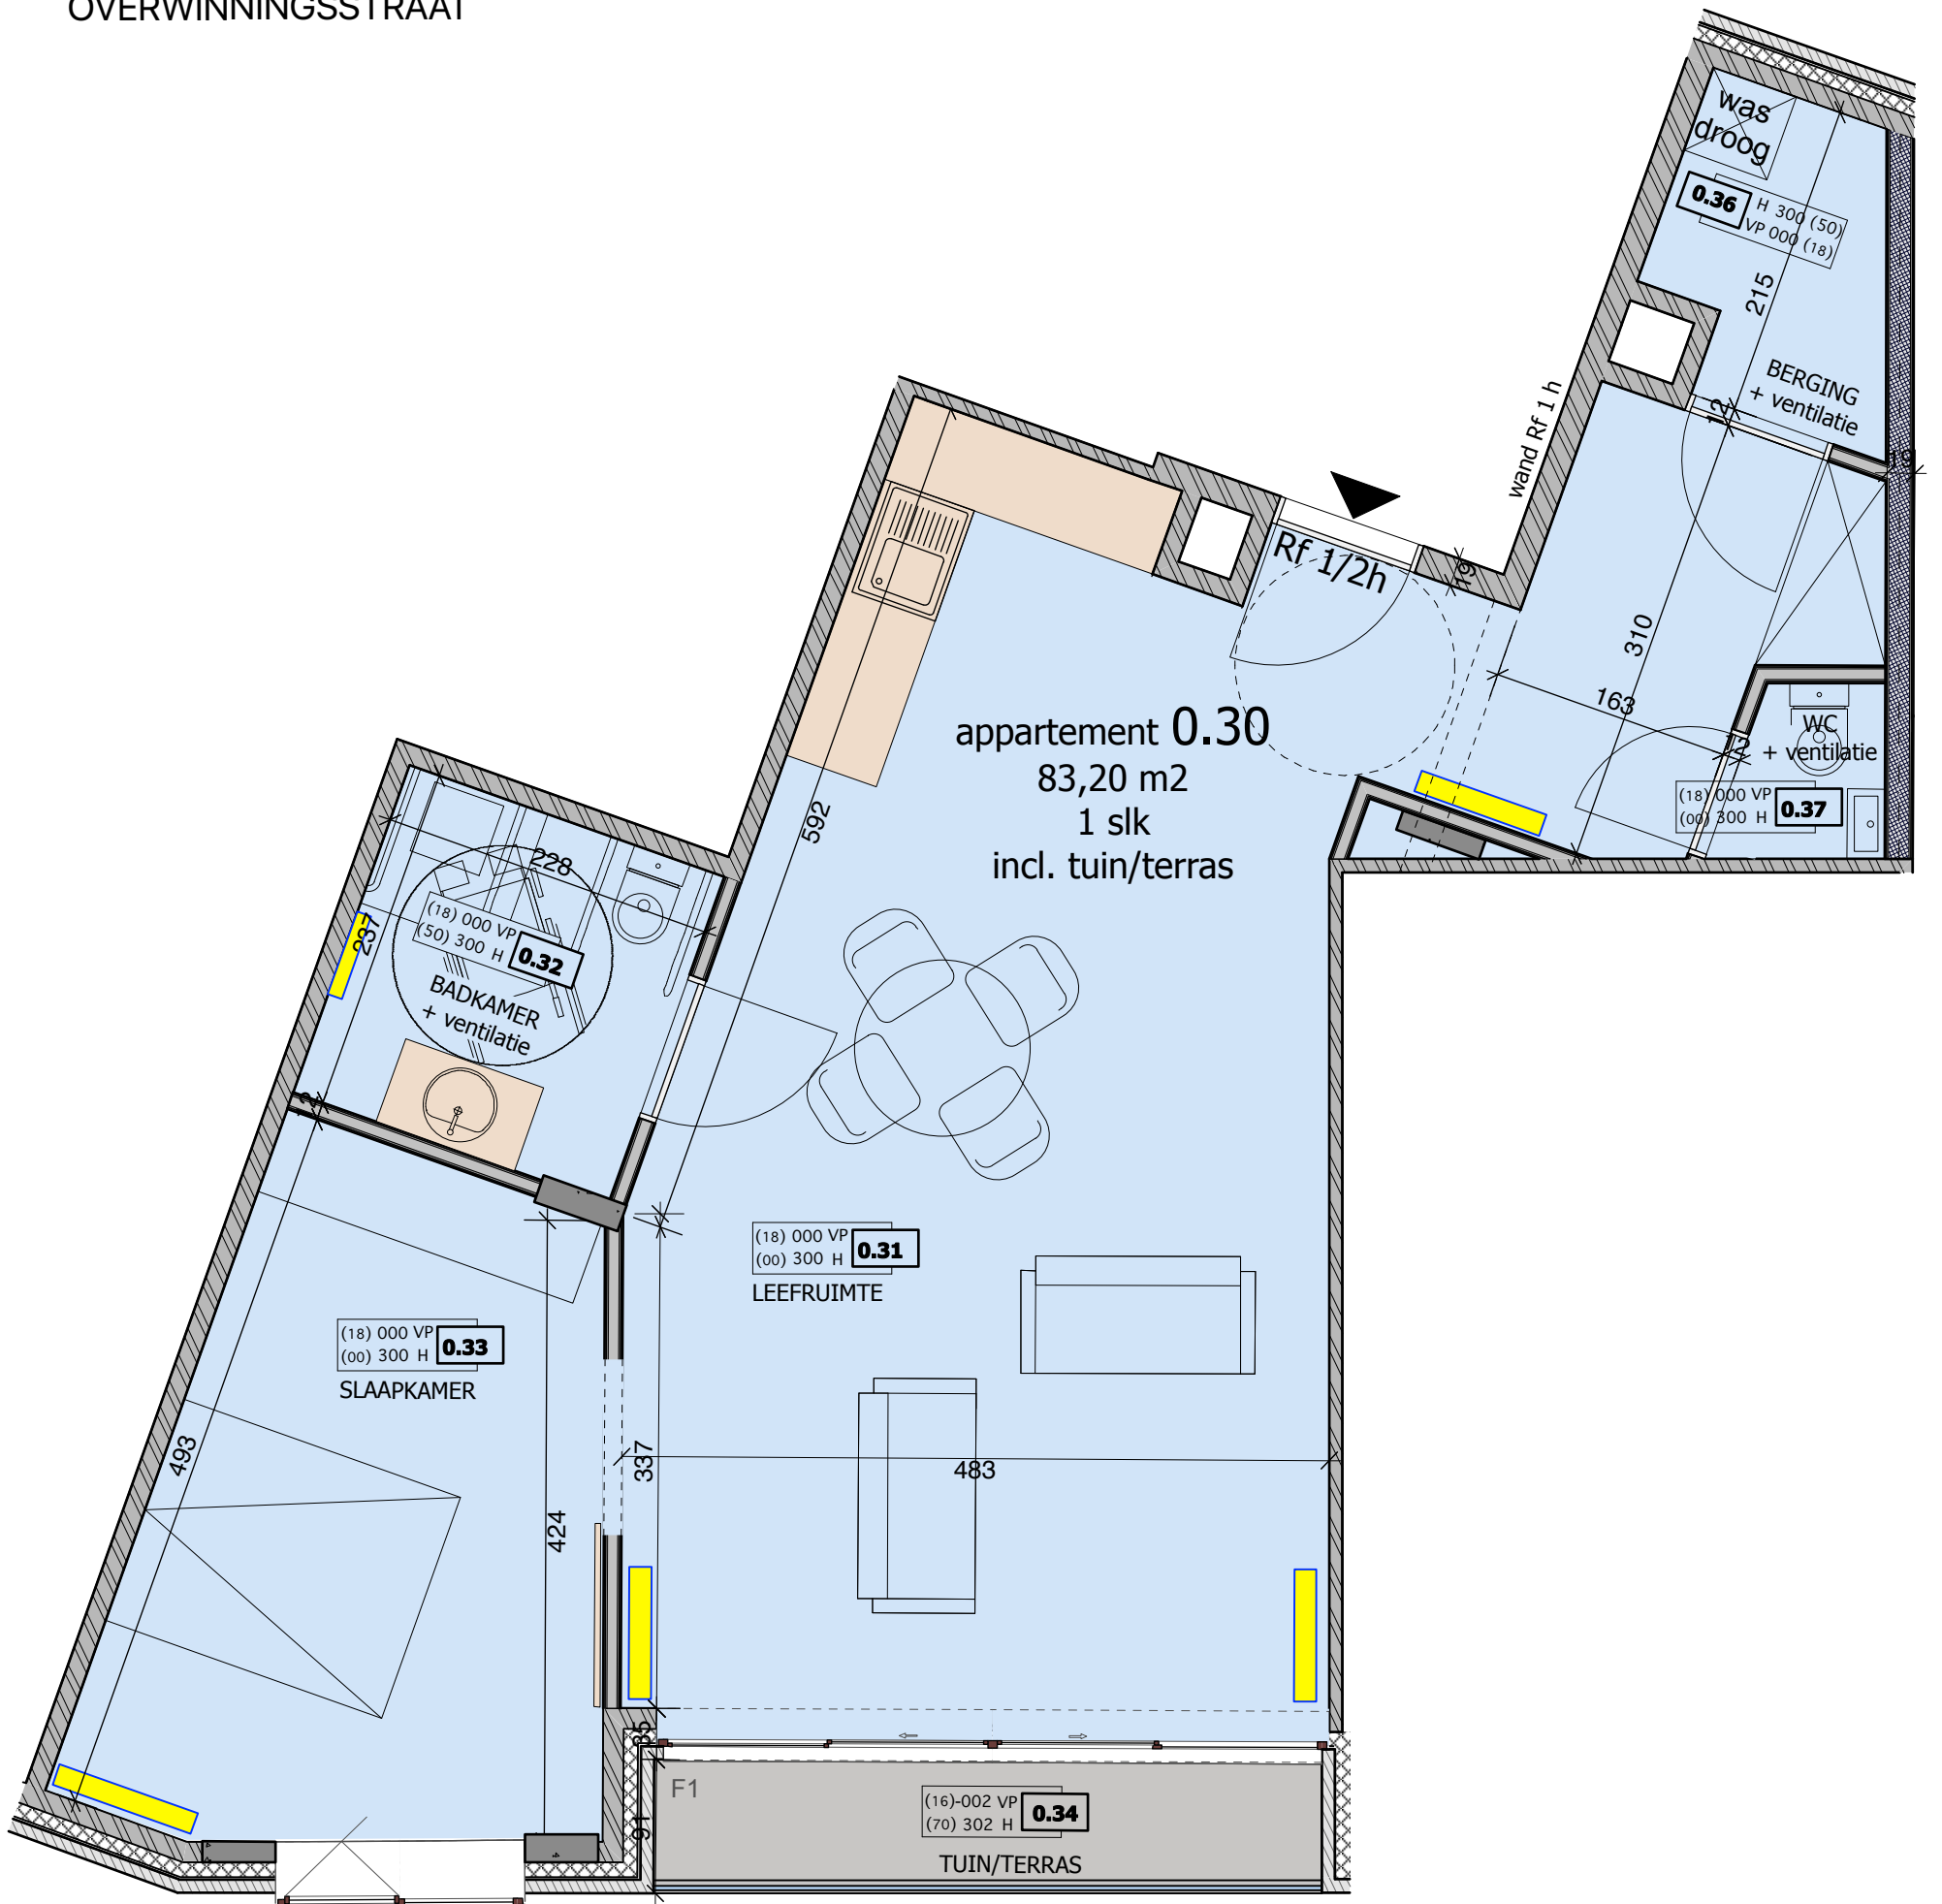 OVERWINNINGSSTRAAT
was
droog
0.36 H 300 (50)
VP 000 (18)
215
BERGING
+ ventilatie
12
19
wand Rf 1 h
Rf 1/2h
19
310
163
12
WC
+ ventilatie
(18) 000 VP
(00) 300 H 0.37
appartement 0.30
83,20 m2
1 slk
incl. tuin/terras
592
228
237
(18) 000 VP
(50) 300 H 0.32
BADKAMER
+ ventilatie
12
(18) 000 VP
(00) 300 H 0.31
LEEFRUIMTE
(18) 000 VP
(00) 300 H 0.33
SLAAPKAMER
493
424
337
483
35
91
F1
(16)-002 VP
(70) 302 H 0.34
TUIN/TERRAS